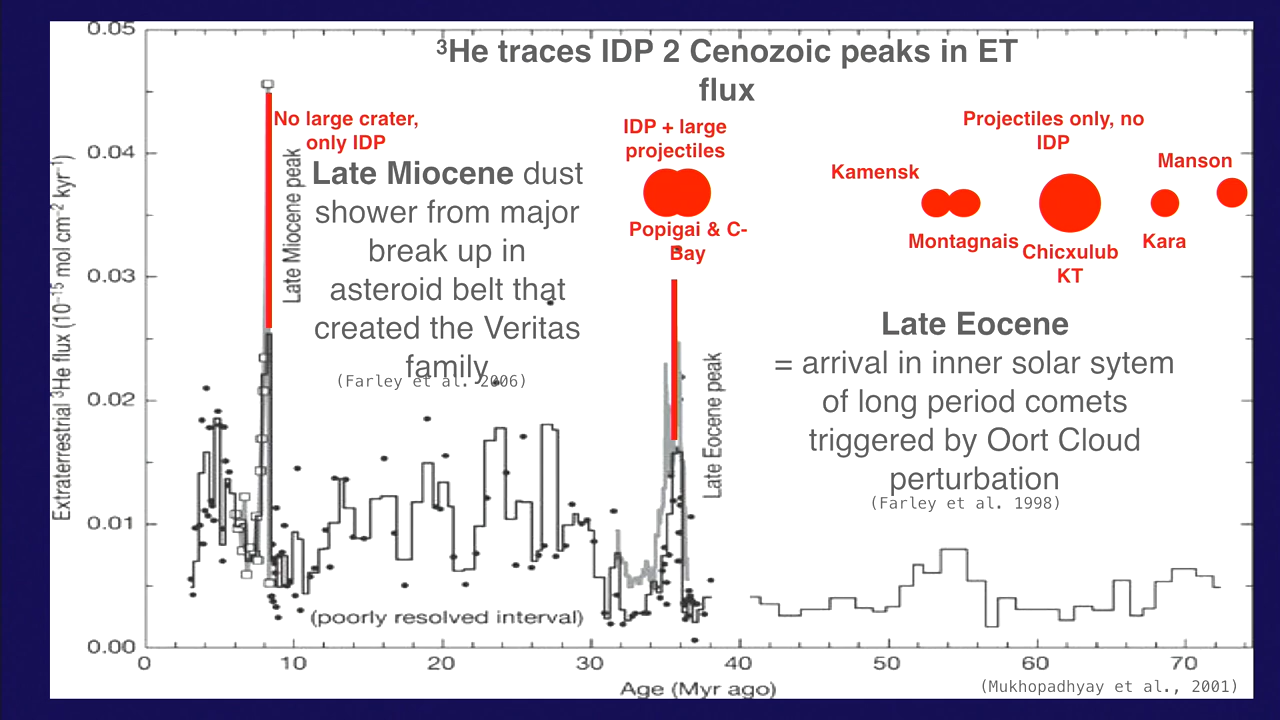 ³He traces IDP 2 Cenozoic peaks in ET
flux
No large crater,
only IDP
Late Miocene dust
shower from major
break up in
asteroid belt that
created the Veritas
family
(Farley et al. 2006)
Late Miocene peak
IDP + large
projectiles
Popigai & C-
Bay
Late Eocene peak
Projectiles only, no
IDP
Kamensk
Manson
Montagnais
Chicxulub
KT
Kara
Late Eocene
= arrival in inner solar sytem
of long period comets
triggered by Oort Cloud
perturbation
(Farley et al. 1998)
(poorly resolved interval)
Extraterrestrial ³He flux (10⁻¹⁵ mol cm⁻² kyr⁻¹)
0.05
0.04
0.03
0.02
0.01
0.00
0 10 20 30 40 50 60 70
Age (Myr ago)
(Mukhopadhyay et al., 2001)